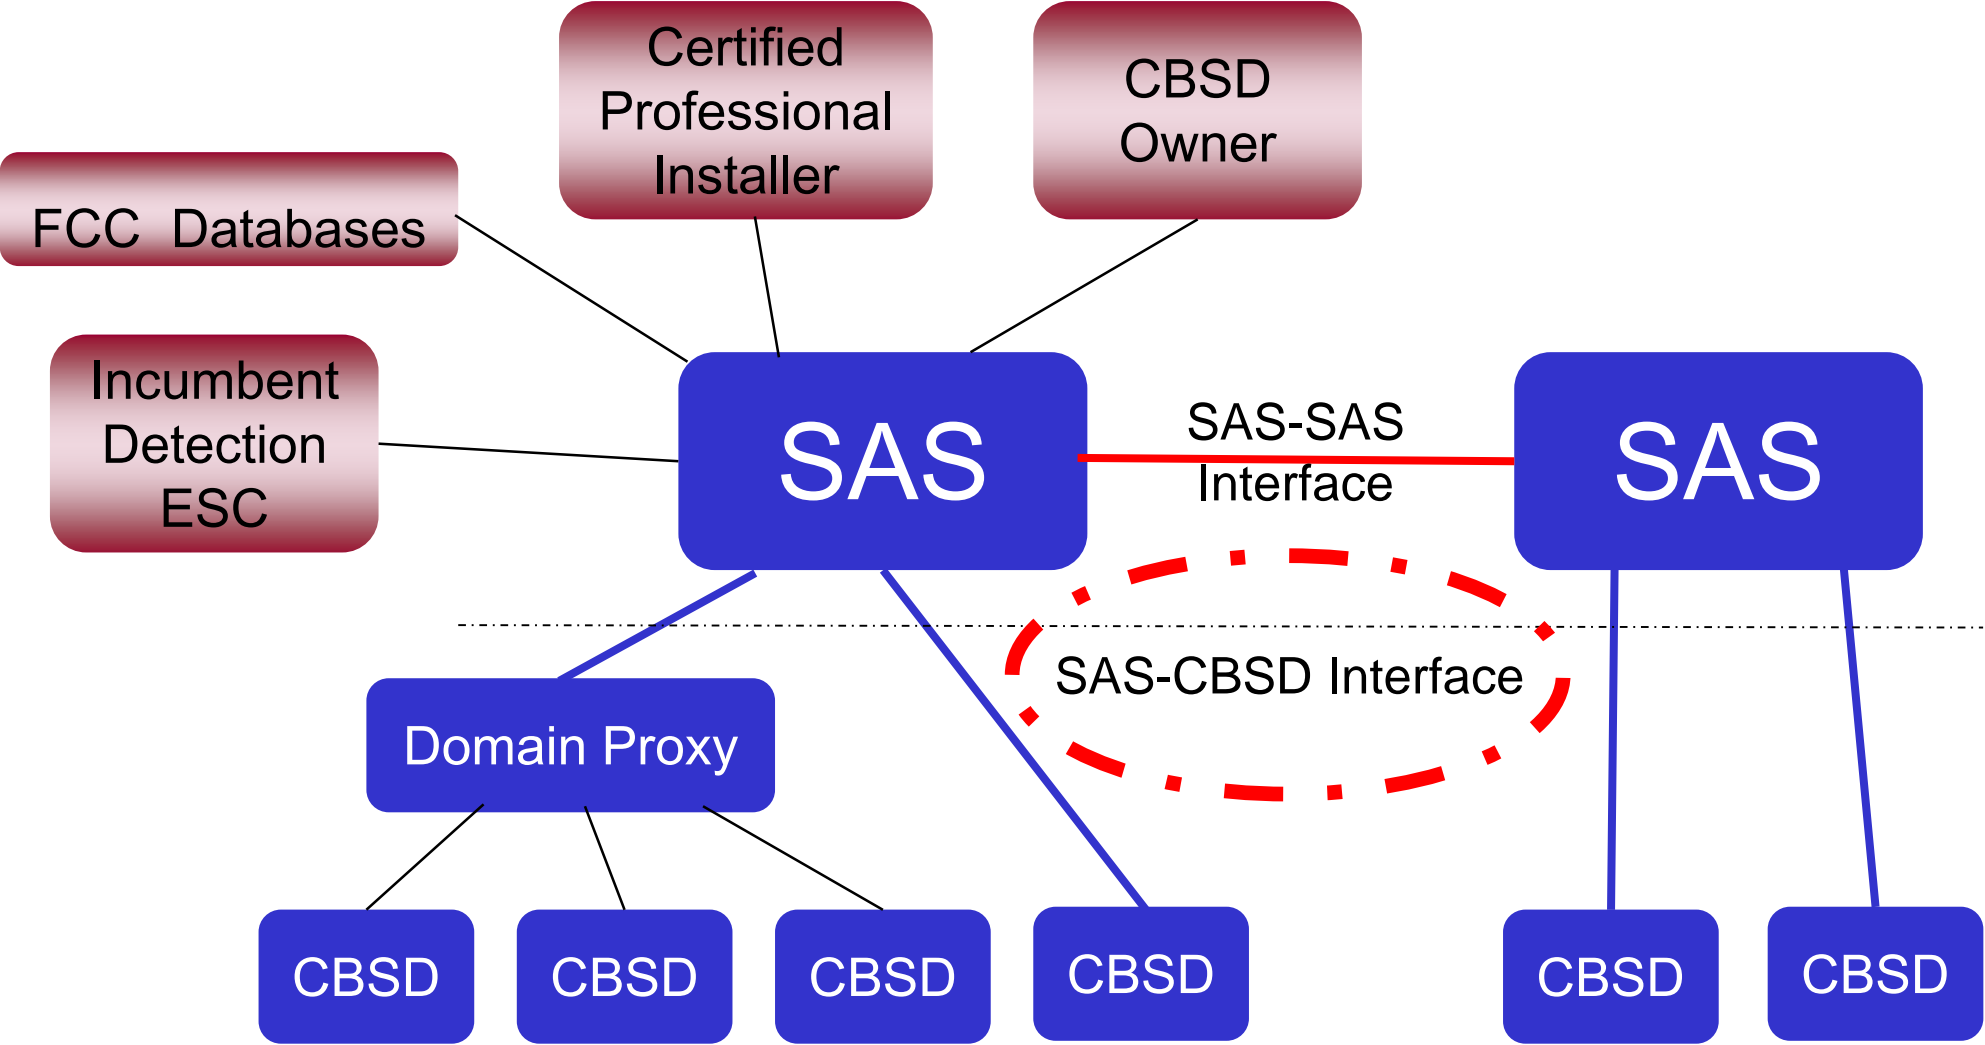 Certified
Professional
Installer
CBSD
Owner
FCC  Databases
Incumbent
Detection
ESC
SAS
SAS-SAS
Interface
SAS
SAS-CBSD Interface
Domain Proxy
CBSD
CBSD
CBSD
CBSD
CBSD
CBSD